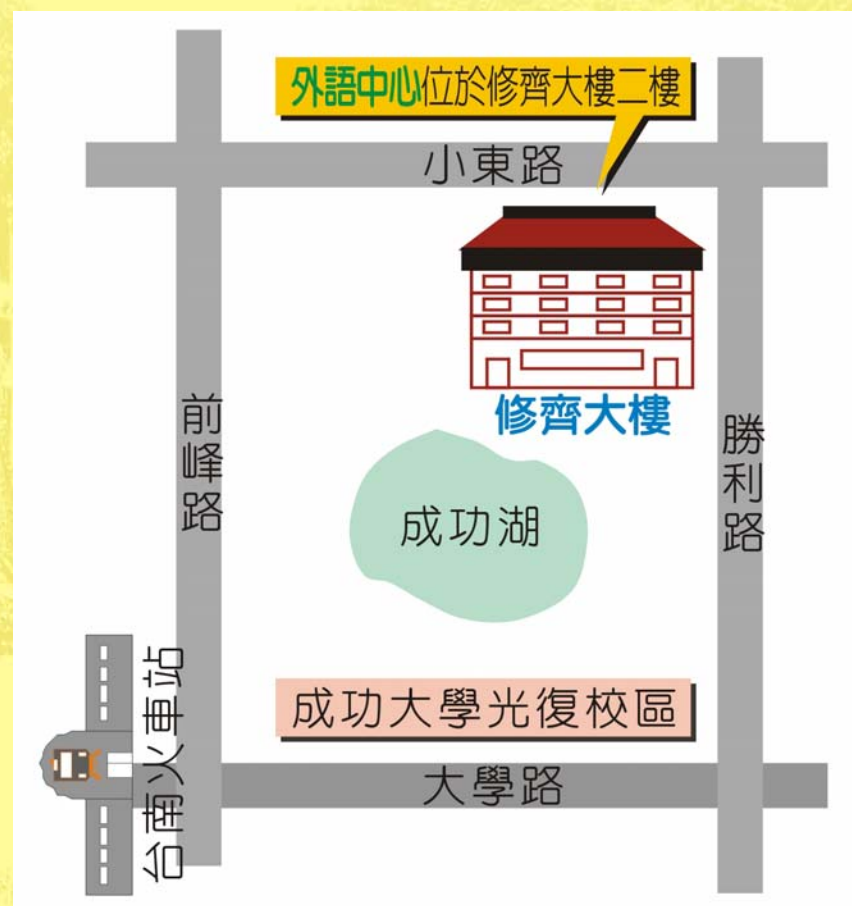 外語中心位於修齊大樓二樓
小東路
修齊大樓
前峰路
勝利路
成功湖
台南火車站
成功大學光復校區
大學路